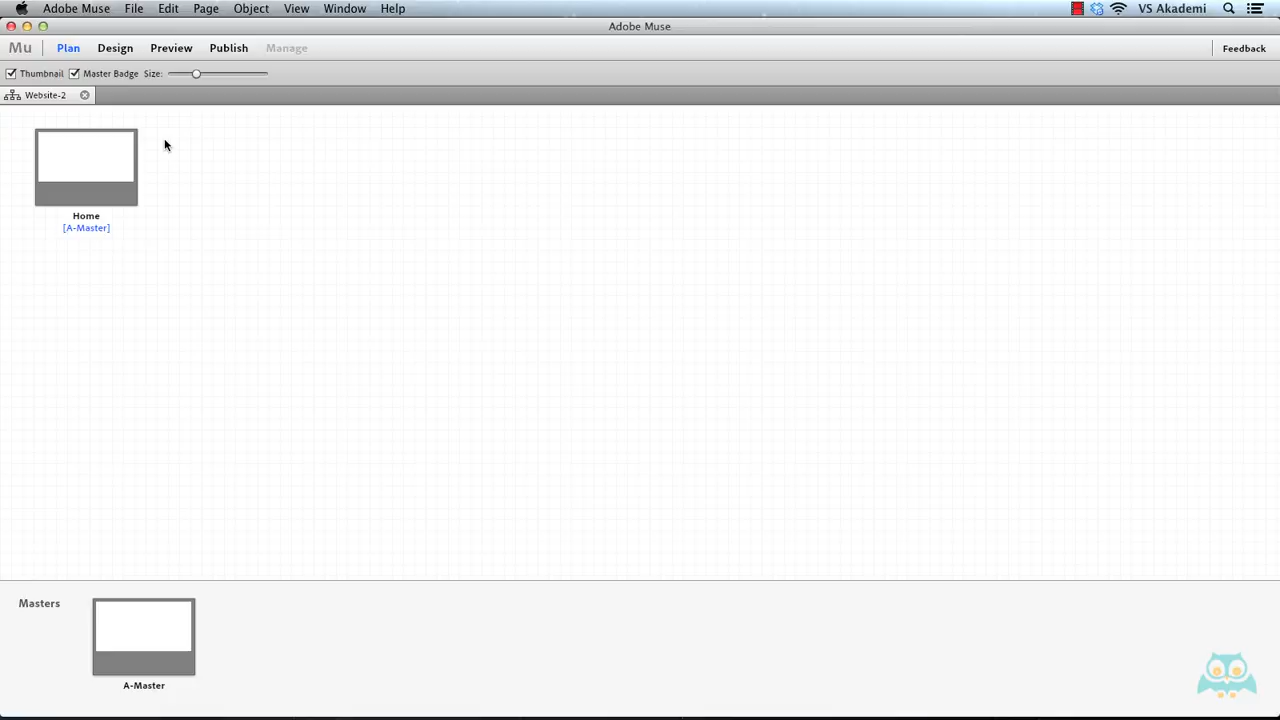 Adobe Muse File Edit Page Object View Window Help VS Akademi
Adobe Muse
Mu Plan Design Preview Publish Manage Feedback
Thumbnail Master Badge Size:
Website-2
Home
[A-Master]
Masters
A-Master